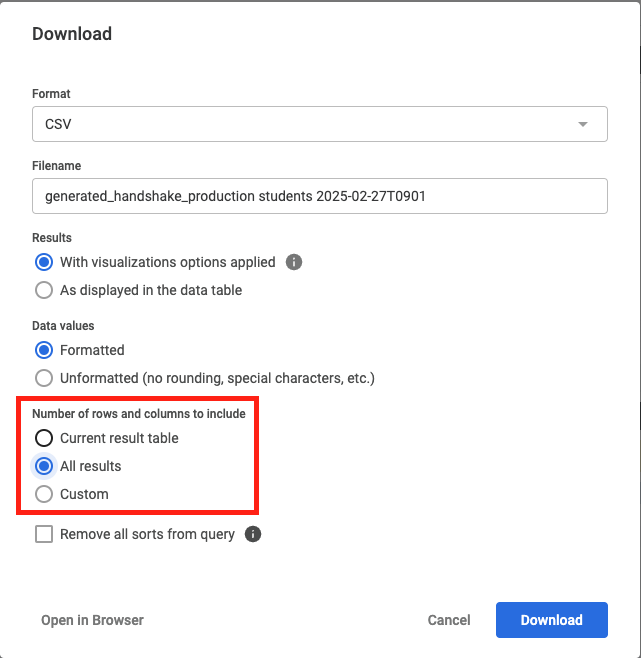 Download
Format
CSV
Filename
generated_handshake_production students 2025-02-27T0901
Results
With visualizations options applied
As displayed in the data table
Data values
Formatted
Unformatted (no rounding, special characters, etc.)
Number of rows and columns to include
Current result table
All results
Custom
Remove all sorts from query
Open in Browser
Cancel
Download